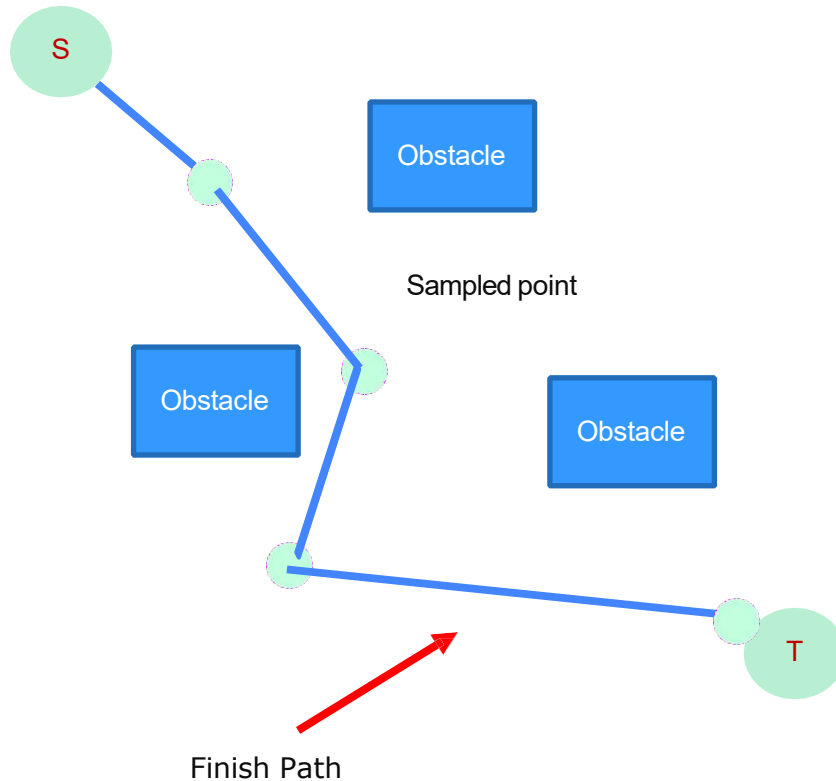 S
Obstacle
Sampled point
Obstacle
Obstacle
T
Finish Path